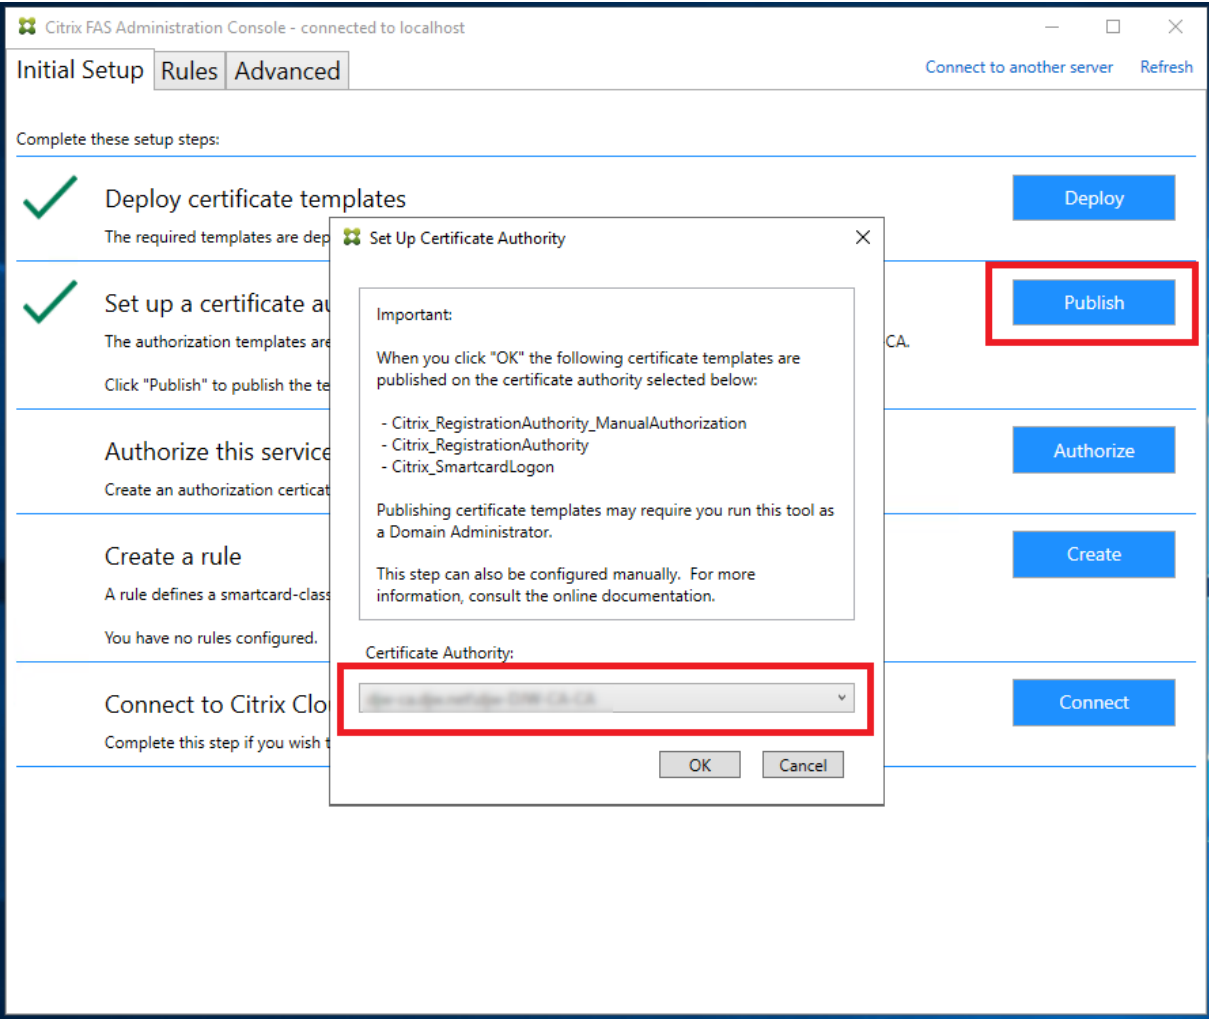 Citrix FAS Administration Console - connected to localhost
Initial Setup
Rules
Advanced
Connect to another server
Refresh
Complete these setup steps:
Deploy certificate templates
Deploy
The required templates are dep
Set up a certificate au
Publish
The authorization templates are
CA.
Click "Publish" to publish the te
Authorize this service
Authorize
Create an authorization certicat
Create a rule
Create
A rule defines a smartcard-class
You have no rules configured.
Connect to Citrix Clou
Connect
Complete this step if you wish t
Set Up Certificate Authority
Important:
When you click "OK" the following certificate templates are
published on the certificate authority selected below:
- Citrix_RegistrationAuthority_ManualAuthorization
- Citrix_RegistrationAuthority
- Citrix_SmartcardLogon
Publishing certificate templates may require you run this tool as
a Domain Administrator.
This step can also be configured manually.  For more
information, consult the online documentation.
Certificate Authority:
OK
Cancel